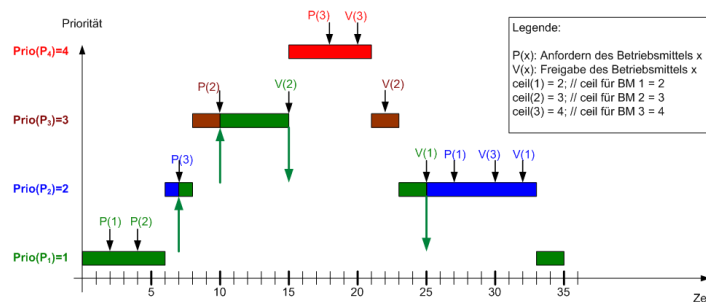 Priorität
P(3) V(3)
Prio(P₄)=4
P(2) V(2) V(2)
Prio(P₃)=3
P(3) V(1) P(1) V(3) V(1)
Prio(P₂)=2
P(1) P(2)
Prio(P₁)=1
5 10 15 20 25 30 35
Ze
Legende:
P(x): Anfordern des Betriebsmittels x
V(x): Freigabe des Betriebsmittels x
ceil(1) = 2; // ceil für BM 1 = 2
ceil(2) = 3; // ceil für BM 2 = 3
ceil(3) = 4; // ceil für BM 3 = 4